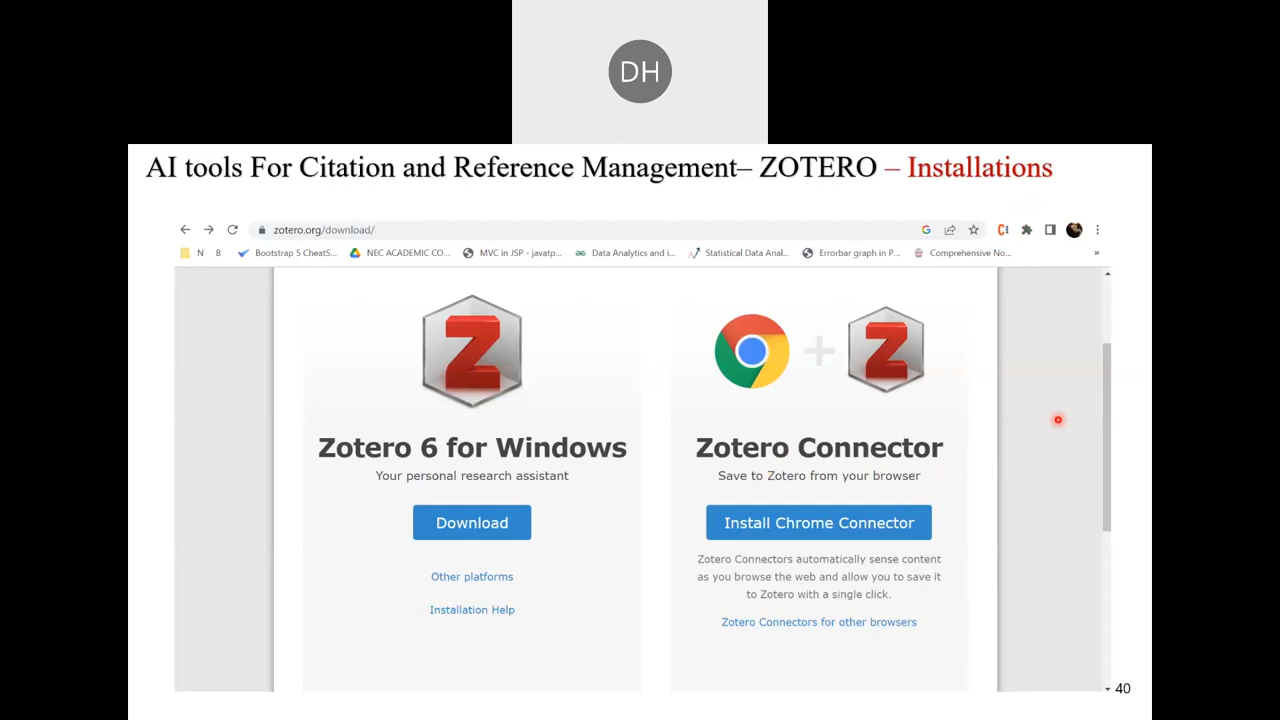 DH
AI tools For Citation and Reference Management– ZOTERO – Installations
zotero.org/download/
N B Bootstrap 5 CheatS... NEC ACADEMIC CO... MVC in JSP - javatp... Data Analytics and i... Statistical Data Anal... Errorbar graph in P... Comprehensive No... »
Z
Z
Zotero 6 for Windows
Your personal research assistant
Download
Other platforms
Installation Help
Zotero Connector
Save to Zotero from your browser
Install Chrome Connector
Zotero Connectors automatically sense content
as you browse the web and allow you to save it
to Zotero with a single click.
Zotero Connectors for other browsers
40